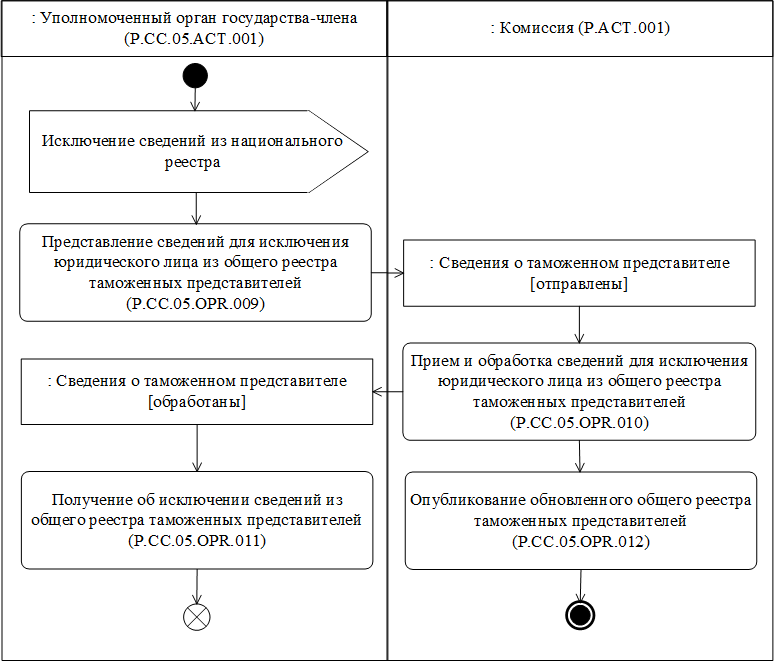 : Уполномоченный орган государства-члена
(P.CC.05.ACT.001)
: Комиссия (P.ACT.001)
Исключение сведений из национального
реестра
Представление сведений для исключения
юридического лица из общего реестра
таможенных представителей
(P.CC.05.OPR.009)
: Сведения о таможенном представителе
[отправлены]
Прием и обработка сведений для исключения
юридического лица из общего реестра
таможенных представителей
(P.CC.05.OPR.010)
: Сведения о таможенном представителе
[обработаны]
Получение об исключении сведений из
общего реестра таможенных представителей
(P.CC.05.OPR.011)
Опубликование обновленного общего реестра
таможенных представителей
(P.CC.05.OPR.012)